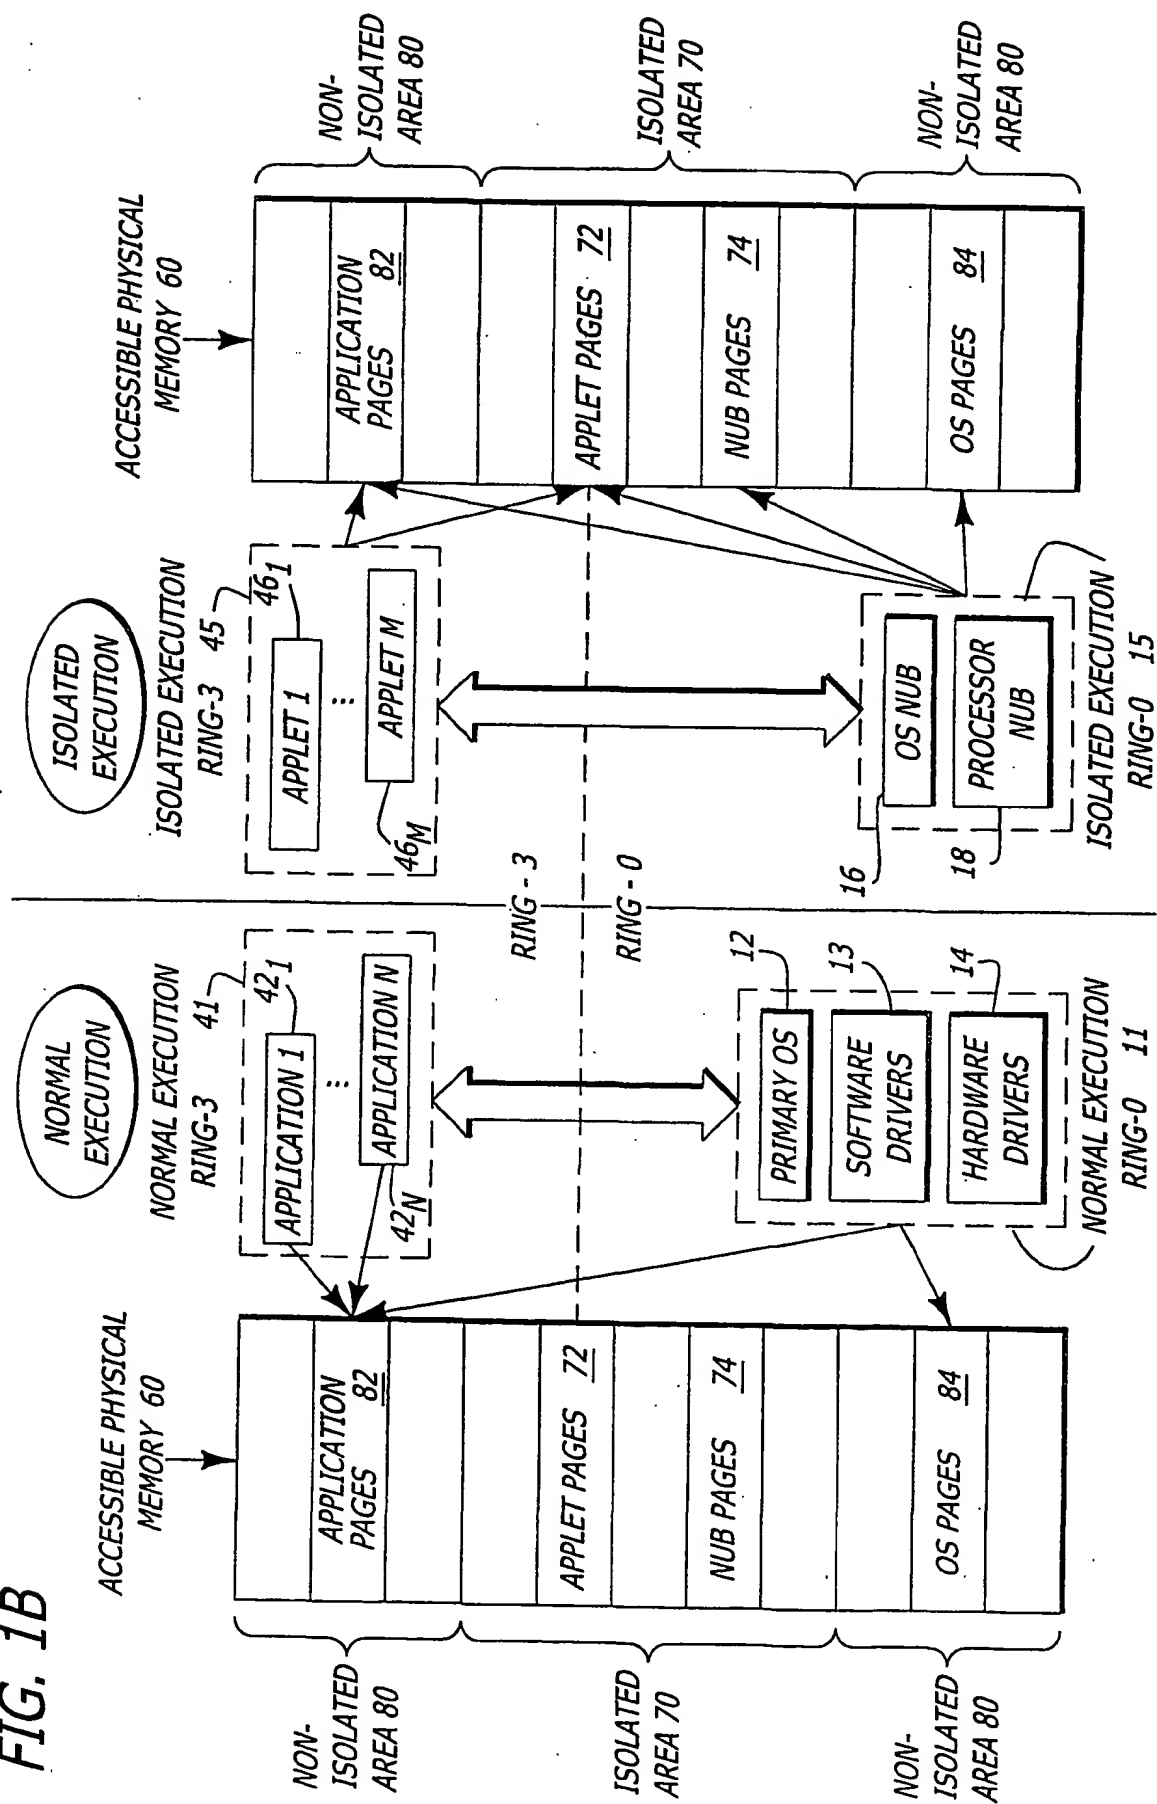 FIG. 1B
ACCESSIBLE PHYSICAL
MEMORY 60
NON-
ISOLATED
AREA 80
ISOLATED
AREA 70
NON-
ISOLATED
AREA 80
APPLICATION
PAGES 82
APPLET PAGES 72
NUB PAGES 74
OS PAGES 84
NORMAL
EXECUTION
NORMAL EXECUTION
RING-3 41
APPLICATION 1
42₁
...
APPLICATION N
42N
RING - 3
RING - 0
PRIMARY OS
12
SOFTWARE
DRIVERS
13
HARDWARE
DRIVERS
14
NORMAL EXECUTION
RING-0 11
ISOLATED
EXECUTION
ISOLATED EXECUTION
RING-3 45
APPLET 1
46₁
...
APPLET M
46M
OS NUB
16
PROCESSOR
NUB
18
ISOLATED EXECUTION
RING-0 15
ACCESSIBLE PHYSICAL
MEMORY 60
APPLICATION
PAGES 82
APPLET PAGES 72
NUB PAGES 74
OS PAGES 84
NON-
ISOLATED
AREA 80
ISOLATED
AREA 70
NON-
ISOLATED
AREA 80